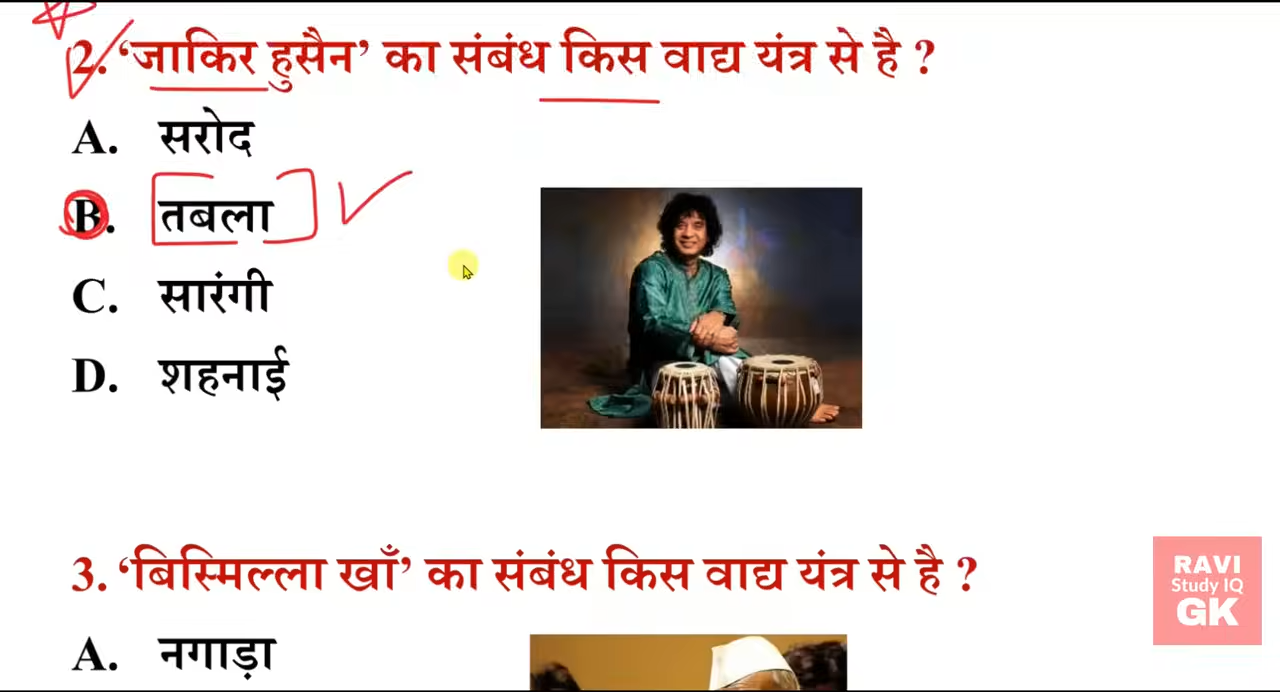 2. ‘जाकिर हुसैन’ का संबंध किस वाद्य यंत्र से है ?
A. सरोद
B. तबला
C. सारंगी
D. शहनाई
3. ‘बिस्मिल्ला खाँ’ का संबंध किस वाद्य यंत्र से है ?
A. नगाड़ा
RAVI
Study IQ
GK